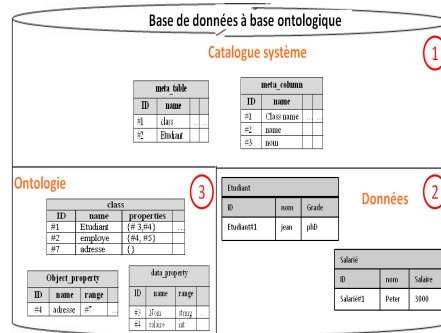 Base de données à base ontologique
Catalogue système
1
meta_table
ID name
#1 class ... ...
#2 Etudiant
meta_column
ID name
#1 Class name ... ...
#2 name
#3 nom
Ontologie
3
class
ID name properties
#1 Etudiant {# 3,#4} ...
#2 employe {#4, #5}
#7 adresse {}
Object_property
ID name range
#4 adresse #7 ...
data_property
ID name range
#3 Nom string ...
#4 salaire int
Données
2
Etudiant
ID nom Grade
Etudiant#1 jean phD
Salarié
ID nom Salaire
Salarié#1 Peter 3000